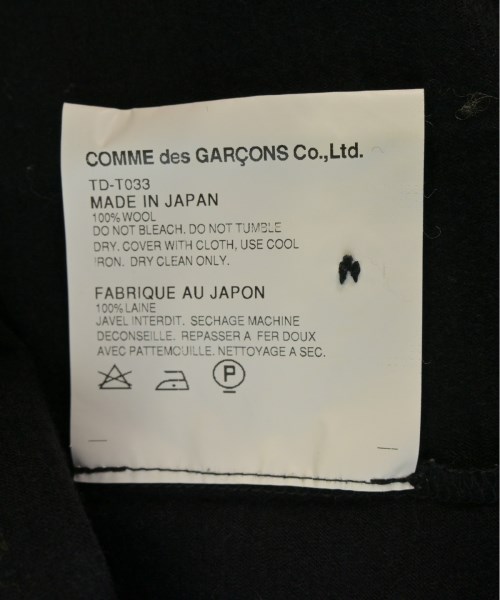 COMME des GARÇONS Co.,Ltd.
TD-T033
MADE IN JAPAN
100% WOOL
DO NOT BLEACH. DO NOT TUMBLE
DRY. COVER WITH CLOTH, USE COOL
IRON. DRY CLEAN ONLY.
FABRIQUE AU JAPON
100% LAINE
JAVEL INTERDIT. SECHAGE MACHINE
DECONSEILLE. REPASSER A FER DOUX
AVEC PATTEMOUILLE. NETTOYAGE A SEC.
P